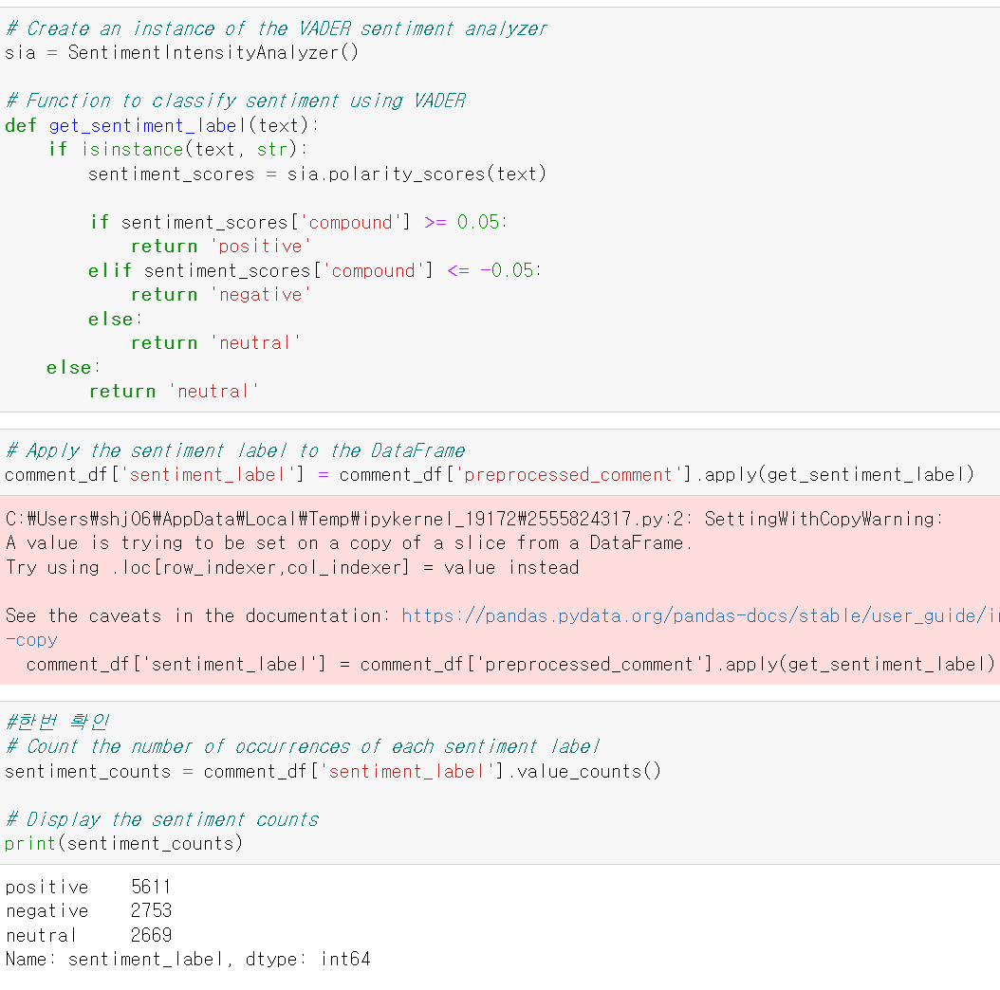 # Create an instance of the VADER sentiment analyzer
sia = SentimentIntensityAnalyzer()
# Function to classify sentiment using VADER
def get_sentiment_label(text):
    if isinstance(text, str):
        sentiment_scores = sia.polarity_scores(text)
        if sentiment_scores['compound'] >= 0.05:
            return 'positive'
        elif sentiment_scores['compound'] <= -0.05:
            return 'negative'
        else:
            return 'neutral'
    else:
        return 'neutral'
# Apply the sentiment label to the DataFrame
comment_df['sentiment_label'] = comment_df['preprocessed_comment'].apply(get_sentiment_label)
C:₩Users₩shj06₩AppData₩Local₩Temp₩ipykernel_19172₩2555824317.py:2: SettingWithCopyWarning:
A value is trying to be set on a copy of a slice from a DataFrame.
Try using .loc[row_indexer,col_indexer] = value instead
See the caveats in the documentation: https://pandas.pydata.org/pandas-docs/stable/user_guide/
-copy
  comment_df['sentiment_label'] = comment_df['preprocessed_comment'].apply(get_sentiment_label)
#한번 확인
# Count the number of occurrences of each sentiment label
sentiment_counts = comment_df['sentiment_label'].value_counts()
# Display the sentiment counts
print(sentiment_counts)
positive    5611
negative    2753
neutral     2669
Name: sentiment_label, dtype: int64